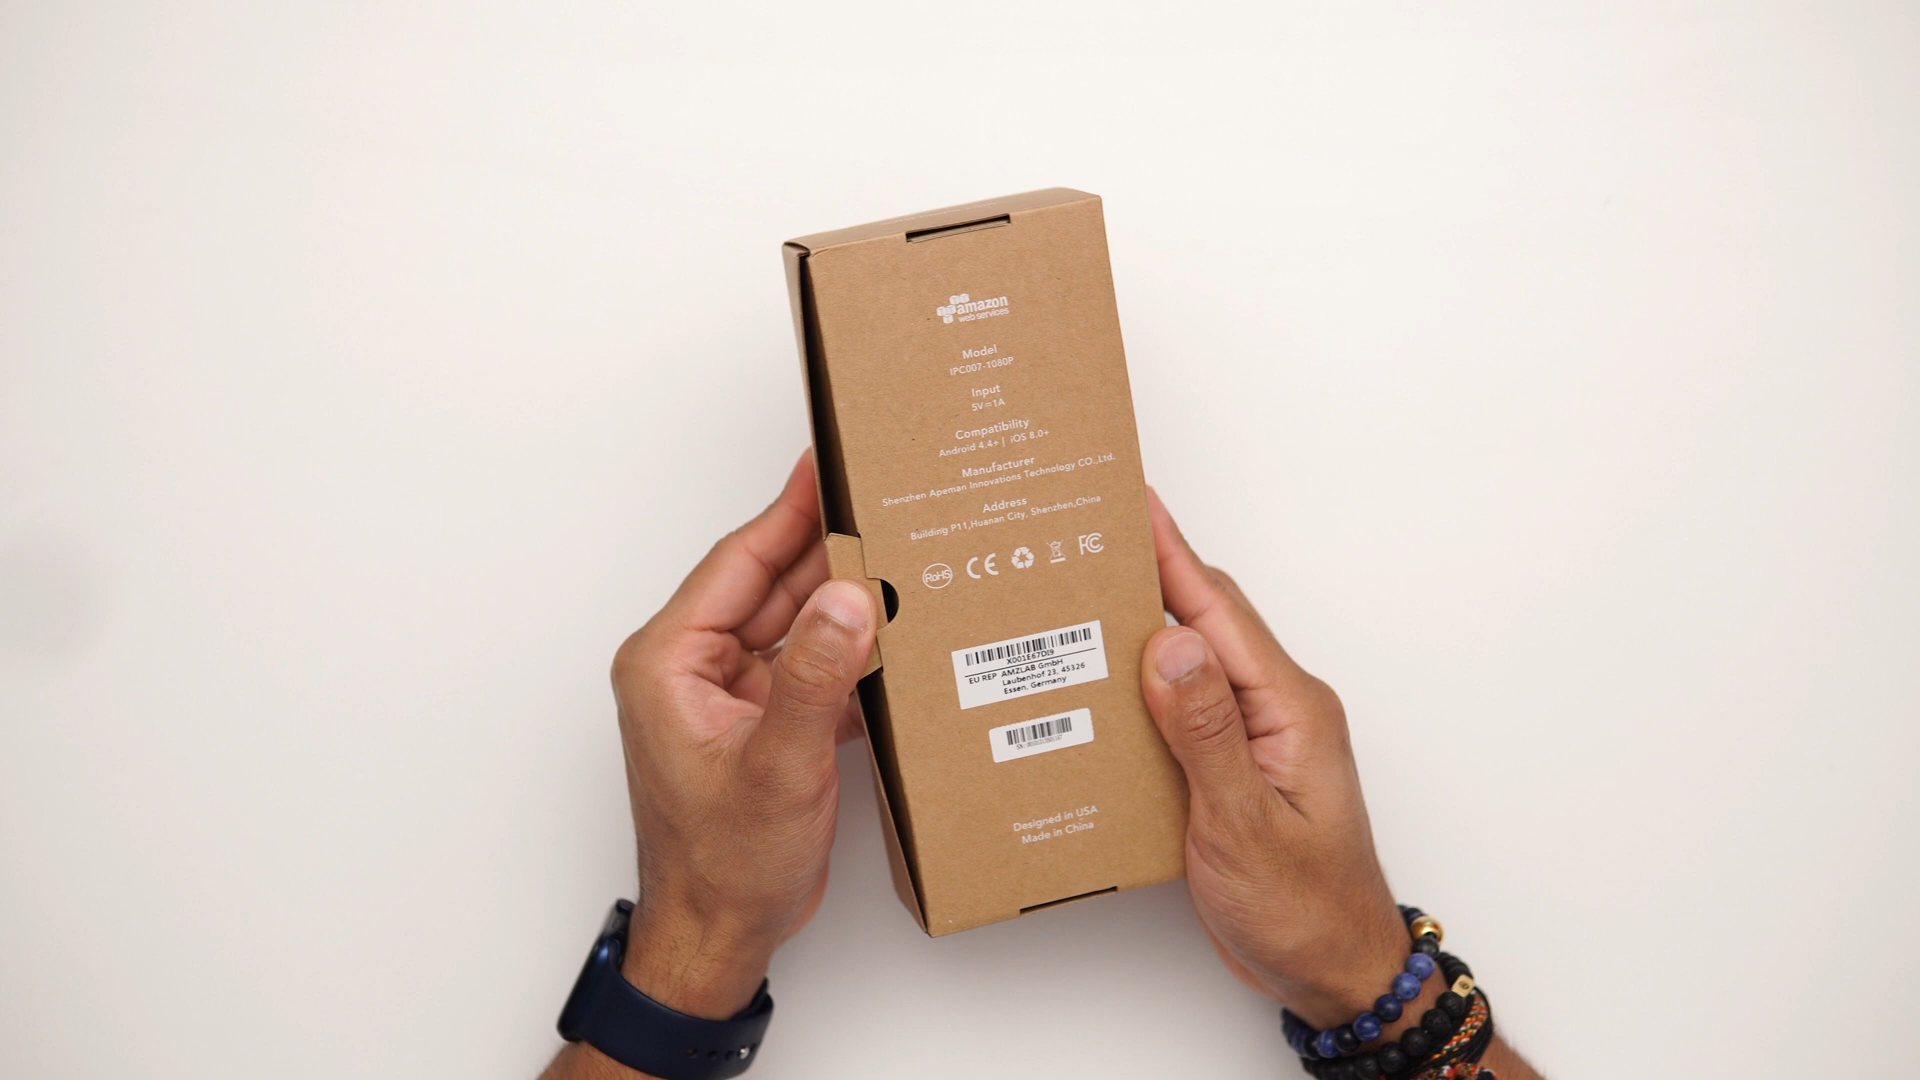 amazon
web services
Model
IPC007-1080P
Input
5V=1A
Compatibility
Android 4.4+ | iOS 8.0+
Manufacturer
Shenzhen Apeman Innovations Technology CO.,Ltd.
Address
Building P11,Huanan City, Shenzhen,China
RoHS
CE
FC
X001E67DI9
EU REP AMZLAB GmbH
Laubenhof 23, 45326
Essen, Germany
Designed in USA
Made in China